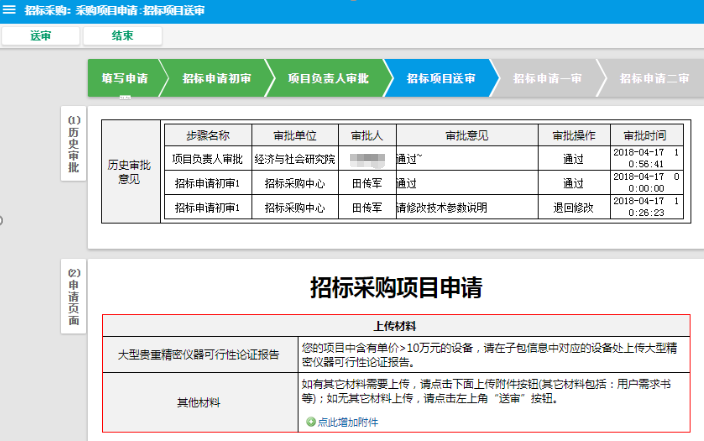 招标采购：采购项目申请:招标项目送审
送审
结束
填写申请
招标申请初审
项目负责人审批
招标项目送审
招标申请一审
招标申请二审
(1)
历
史
审
批
历史审批
意见
步骤名称 审批单位 审批人 审批意见 审批操作 审批时间
项目负责人审批 经济与社会研究院 通过~ 通过 2018-04-17 1
0:56:41
招标申请初审1 招标采购中心 田传军 通过 通过 2018-04-17 0
0:00:00
招标申请初审1 招标采购中心 田传军 请修改技术参数说明 退回修改 2018-04-17 1
0:26:23
(2)
申
请
页
面
招标采购项目申请
上传材料
大型贵重精密仪器可行性论证报告
您的项目中含有单价>10万元的设备，请在子包信息中对应的设备处上传大型精
密仪器可行性论证报告。
其他材料
如有其它材料需要上传，请点击下面上传附件按钮(其它材料包括：用户需求书
等)；如无其它材料上传，请点击左上角“送审”按钮。
点此增加附件